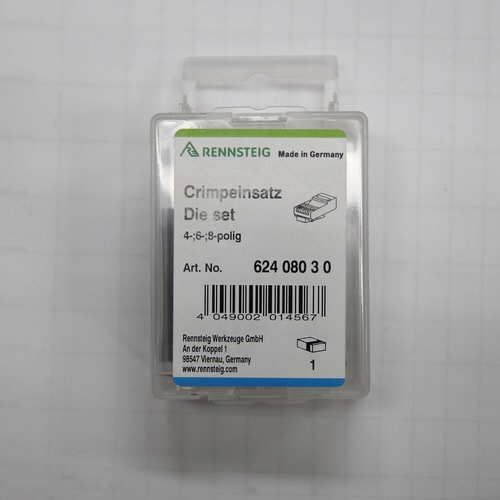 RENNSTEIG Made in Germany
Crimpeinsatz
Die set
4-;6-;8-polig
Art. No. 624 080 3 0
4 049002 014567
Rennsteig Werkzeuge GmbH
An der Koppel 1
98547 Viernau, Germany
www.rennsteig.com
1